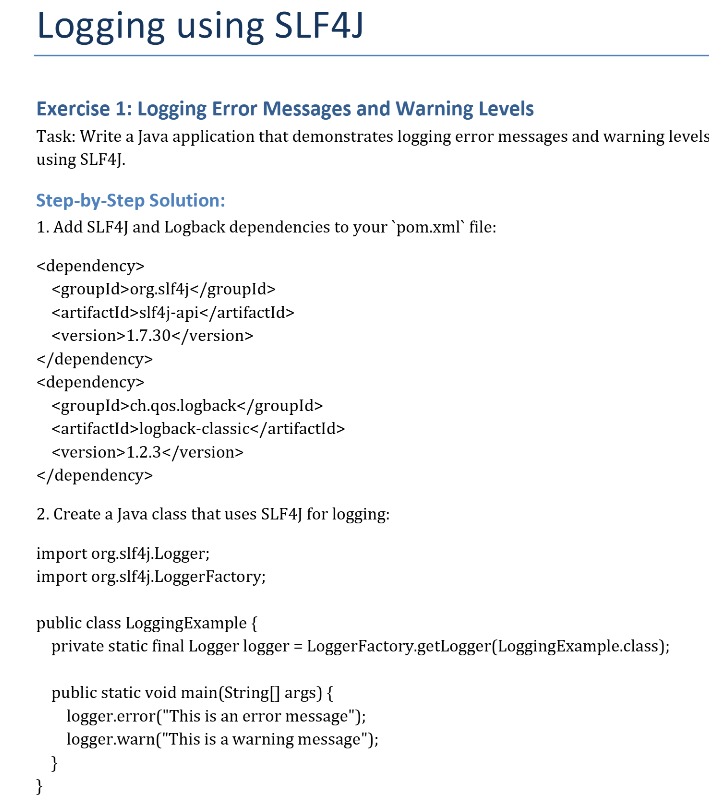 Logging using SLF4J
Exercise 1: Logging Error Messages and Warning Levels
Task: Write a Java application that demonstrates logging error messages and warning levels
using SLF4J.
Step-by-Step Solution:
1. Add SLF4J and Logback dependencies to your `pom.xml` file:
<dependency>
<groupId>org.slf4j</groupId>
<artifactId>slf4j-api</artifactId>
<version>1.7.30</version>
</dependency>
<dependency>
<groupId>ch.qos.logback</groupId>
<artifactId>logback-classic</artifactId>
<version>1.2.3</version>
</dependency>
2. Create a Java class that uses SLF4J for logging:
import org.slf4j.Logger;
import org.slf4j.LoggerFactory;
public class LoggingExample {
private static final Logger logger = LoggerFactory.getLogger(LoggingExample.class);
public static void main(String[] args) {
logger.error("This is an error message");
logger.warn("This is a warning message");
}
}